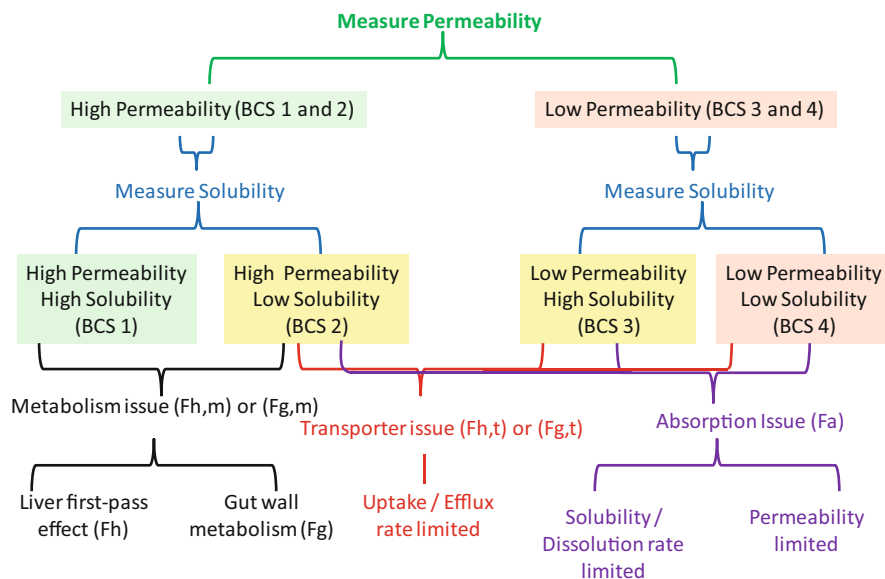 Measure Permeability
High Permeability (BCS 1 and 2)
Low Permeability (BCS 3 and 4)
Measure Solubility
Measure Solubility
High Permeability
High Solubility
(BCS 1)
High Permeability
Low Solubility
(BCS 2)
Low Permeability
High Solubility
(BCS 3)
Low Permeability
Low Solubility
(BCS 4)
Metabolism issue (Fh,m) or (Fg,m)
Transporter issue (Fh,t) or (Fg,t)
Absorption Issue (Fa)
Liver first-pass
effect (Fh)
Gut wall
metabolism (Fg)
Uptake / Efflux
rate limited
Solubility /
Dissolution rate
limited
Permeability
limited